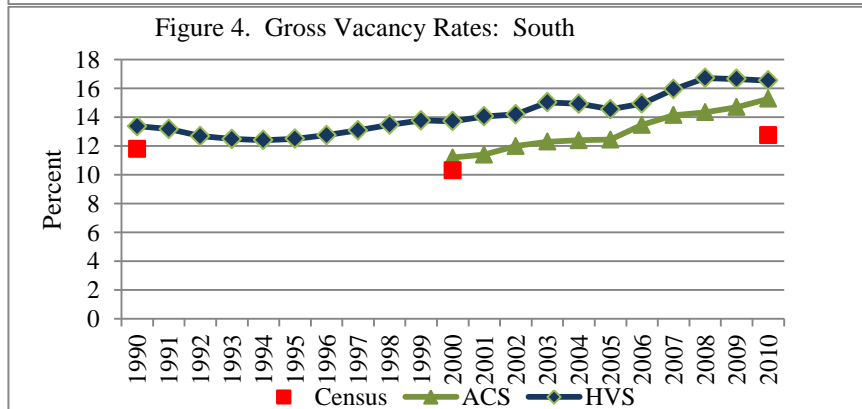 Figure 4. Gross Vacancy Rates: South
18
16
14
12
10
8
6
4
2
0
Percent
1990 1991 1992 1993 1994 1995 1996 1997 1998 1999 2000 2001 2002 2003 2004 2005 2006 2007 2008 2009 2010
Census ACS HVS